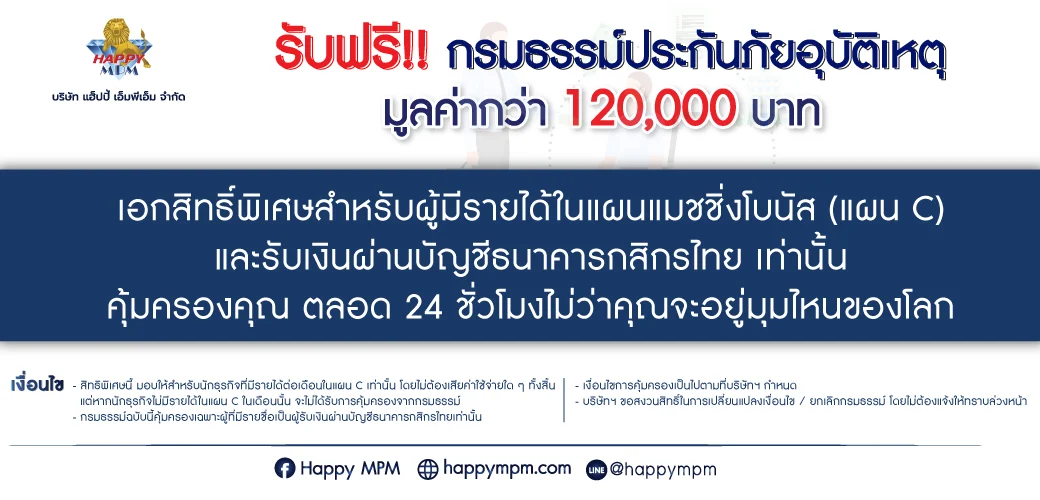 HAPPY
MPM
บริษัท แฮ็ปปี้ เอ็มพีเอ็ม จำกัด
รับฟรี!! กรมธรรม์ประกันภัยอุบัติเหตุ
มูลค่ากว่า 120,000 บาท
เอกสิทธิ์พิเศษสำหรับผู้มีรายได้ในแผนแมชชิ่งโบนัส (แผน C)
และรับเงินผ่านบัญชีธนาคารกสิกรไทย เท่านั้น
คุ้มครองคุณ ตลอด 24 ชั่วโมงไม่ว่าคุณจะอยู่มุมไหนของโลก
เงื่อนไข
- สิทธิพิเศษนี้ มอบให้สำหรับนักธุรกิจที่มีรายได้ต่อเดือนในแผน C เท่านั้น โดยไม่ต้องเสียค่าใช้จ่ายใด ๆ ทั้งสิ้น
แต่หากนักธุรกิจไม่มีรายได้ในแผน C ในเดือนนั้น จะไม่ได้รับการคุ้มครองจากกรมธรรม์
- กรมธรรม์ฉบับนี้คุ้มครองเฉพาะผู้ที่มีรายชื่อเป็นผู้รับเงินผ่านบัญชีธนาคารกสิกรไทยเท่านั้น
- เงื่อนไขการคุ้มครองเป็นไปตามที่บริษัทฯ กำหนด
- บริษัทฯ ขอสงวนสิทธิ์ในการเปลี่ยนแปลงเงื่อนไข / ยกเลิกกรมธรรม์ โดยไม่ต้องแจ้งให้ทราบล่วงหน้า
Happy MPM happympm.com LINE @happympm